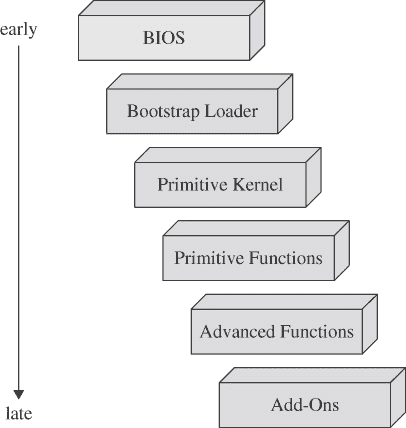 early
BIOS
Bootstrap Loader
Primitive Kernel
Primitive Functions
Advanced Functions
Add-Ons
late